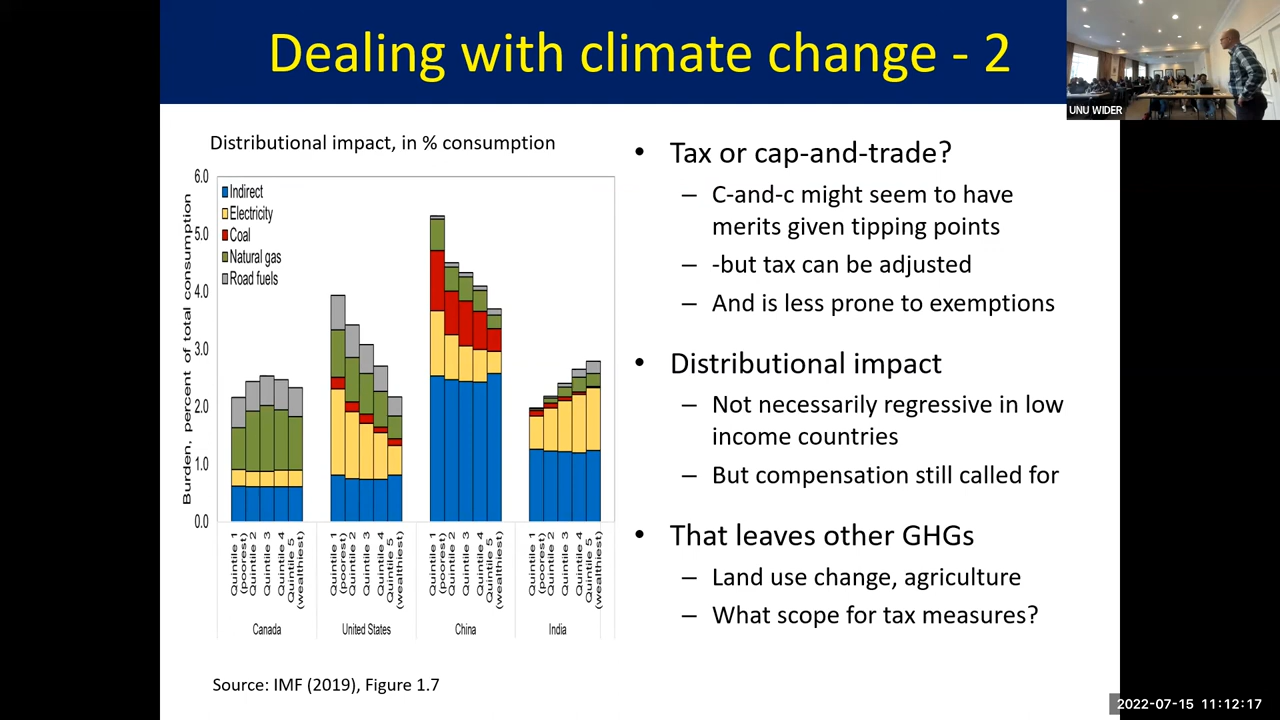 Dealing with climate change - 2
UNU WIDER
Distributional impact, in % consumption
Burden, percent of total consumption
6.0
5.0
4.0
3.0
2.0
1.0
0.0
Indirect
Electricity
Coal
Natural gas
Road fuels
Quintile 1
(poorest)
Quintile 2
Quintile 3
Quintile 4
Quintile 5
(wealthiest)
Quintile 1
(poorest)
Quintile 2
Quintile 3
Quintile 4
Quintile 5
(wealthiest)
Quintile 1
(poorest)
Quintile 2
Quintile 3
Quintile 4
Quintile 5
(wealthiest)
Quintile 1
(poorest)
Quintile 2
Quintile 3
Quintile 4
Quintile 5
(wealthiest)
Canada
United States
China
India
Source: IMF (2019), Figure 1.7
• Tax or cap-and-trade?
– C-and-c might seem to have
merits given tipping points
– -but tax can be adjusted
– And is less prone to exemptions
• Distributional impact
– Not necessarily regressive in low
income countries
– But compensation still called for
• That leaves other GHGs
– Land use change, agriculture
– What scope for tax measures?
2022-07-15 11:12:17